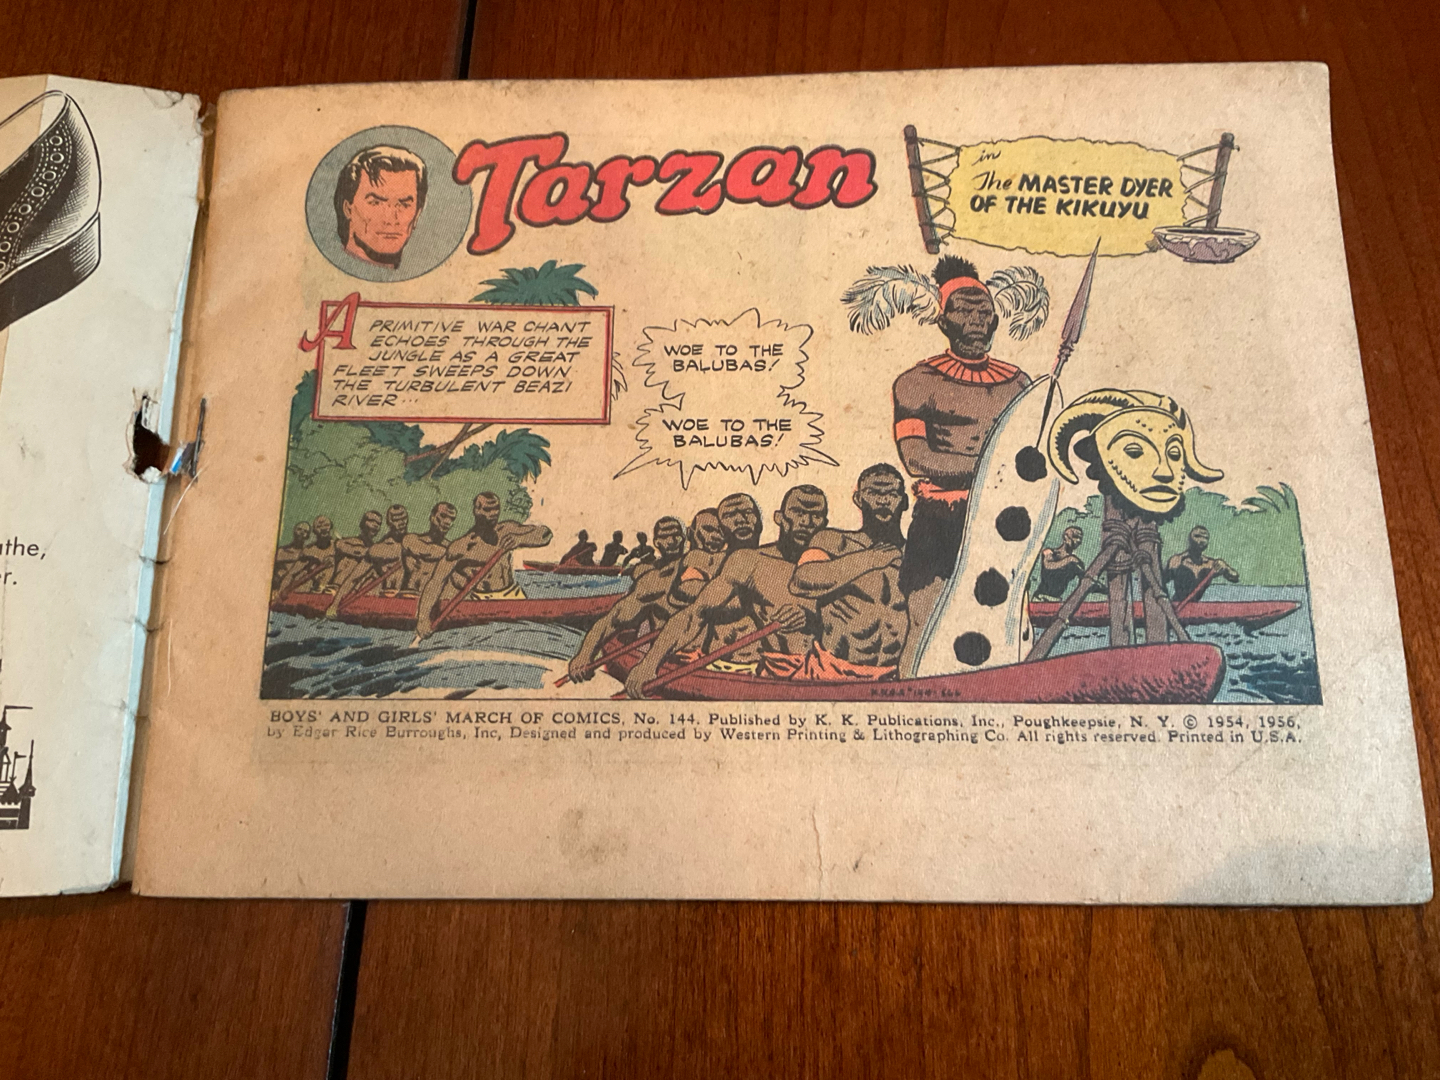 athe,
r.
Tarzan
in
The MASTER DYER
OF THE KIKUYU
A PRIMITIVE WAR CHANT
ECHOES THROUGH THE
JUNGLE AS A GREAT
FLEET SWEEPS DOWN
THE TURBULENT BEAZI
RIVER...
WOE TO THE
BALUBAS!
WOE TO THE
BALUBAS!
BOYS' AND GIRLS' MARCH OF COMICS, No. 144. Published by K. K. Publications, Inc., Poughkeepsie, N. Y. © 1954, 1956,
by Edgar Rice Burroughs, Inc, Designed and produced by Western Printing & Lithographing Co. All rights reserved. Printed in U.S.A.